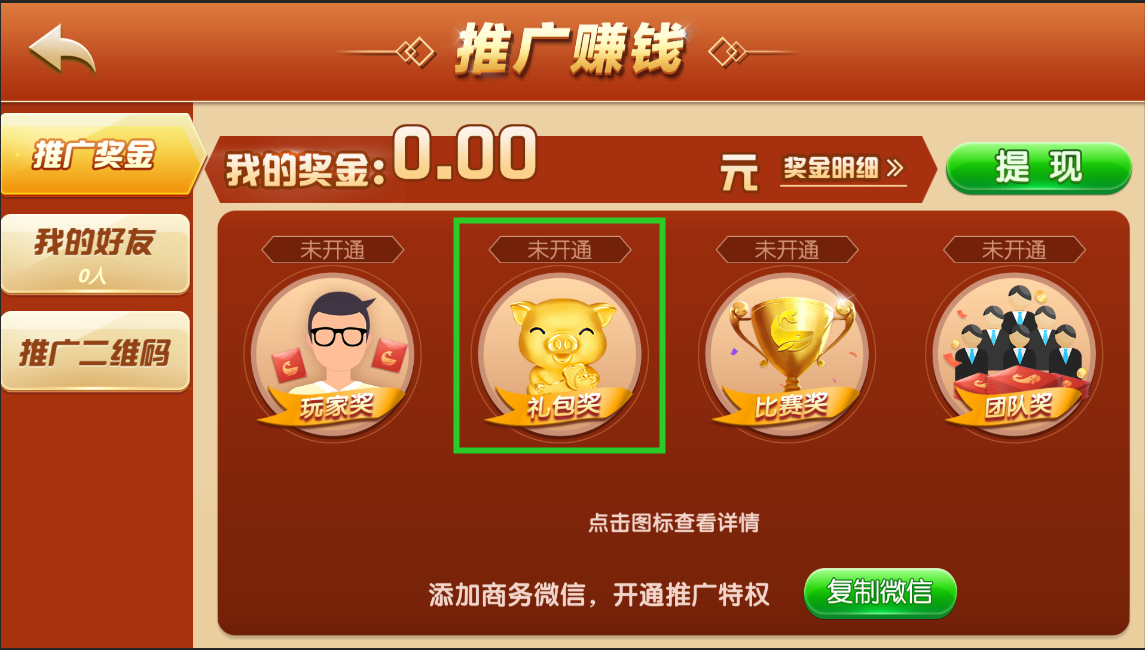 推广赚钱
推广奖金
我的奖金:0.00 元 奖金明细 »
提现
我的好友
0人
推广二维码
未开通 未开通 未开通 未开通
玩家奖 礼包奖 比赛奖 团队奖
点击图标查看详情
添加商务微信，开通推广特权
复制微信